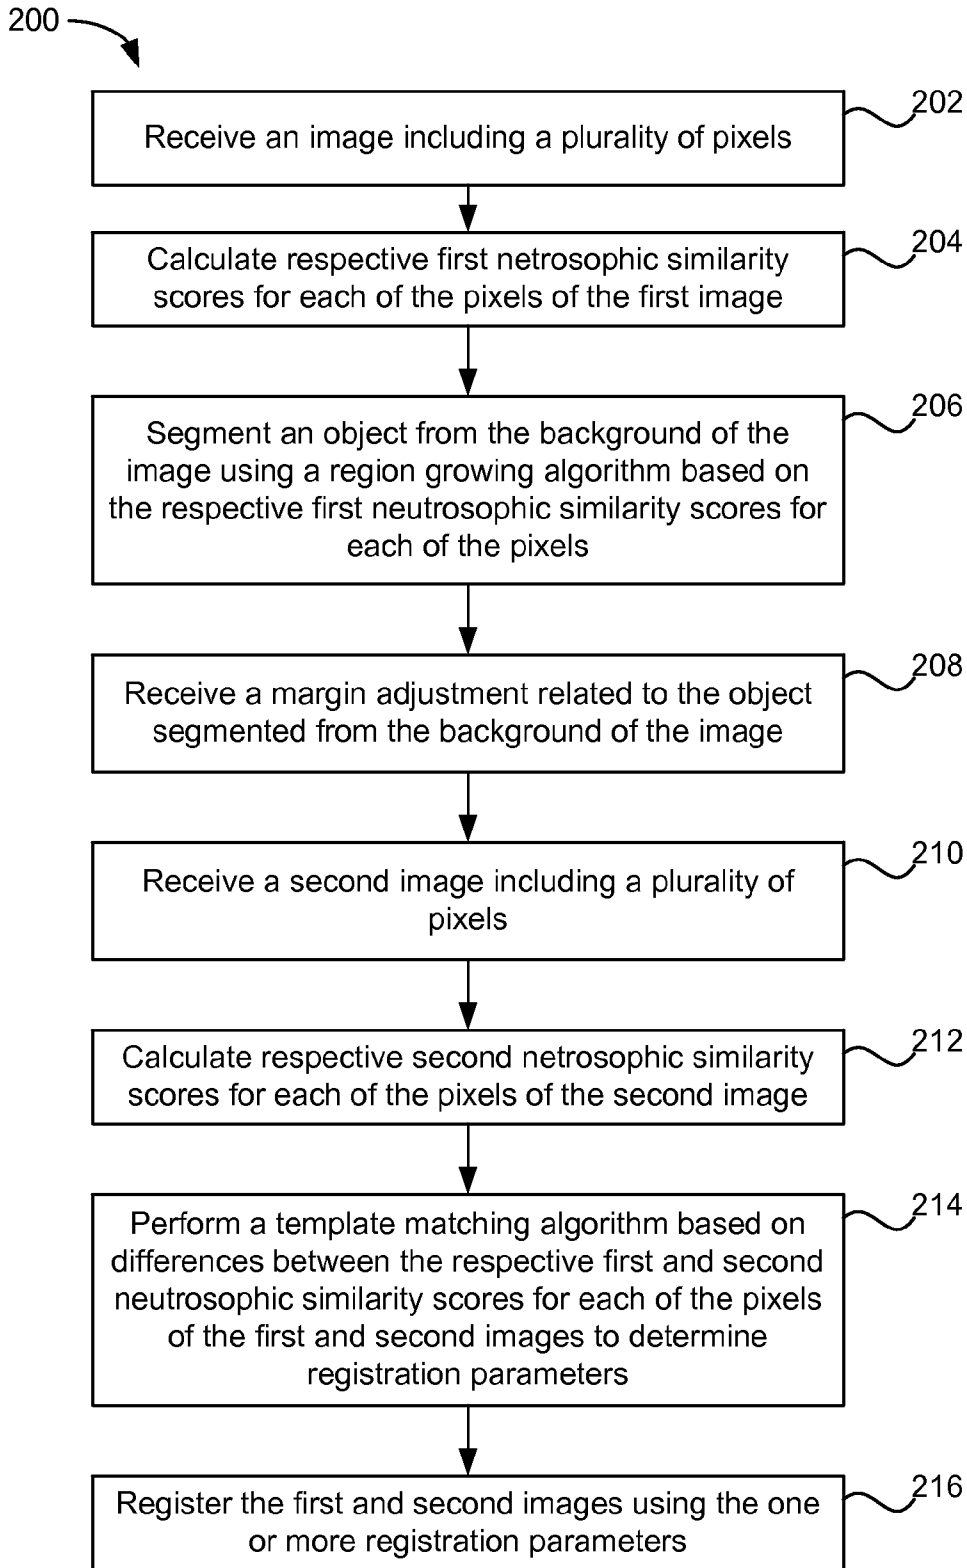 200
202
Receive an image including a plurality of pixels
204
Calculate respective first netrosophic similarity
scores for each of the pixels of the first image
206
Segment an object from the background of the
image using a region growing algorithm based on
the respective first neutrosophic similarity scores for
each of the pixels
208
Receive a margin adjustment related to the object
segmented from the background of the image
210
Receive a second image including a plurality of
pixels
212
Calculate respective second netrosophic similarity
scores for each of the pixels of the second image
214
Perform a template matching algorithm based on
differences between the respective first and second
neutrosophic similarity scores for each of the pixels
of the first and second images to determine
registration parameters
216
Register the first and second images using the one
or more registration parameters